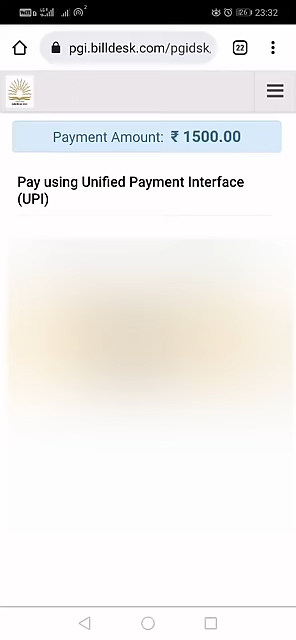 23:32
pgi.billdesk.com/pgidsk
22
Payment Amount: ₹ 1500.00
Pay using Unified Payment Interface
(UPI)